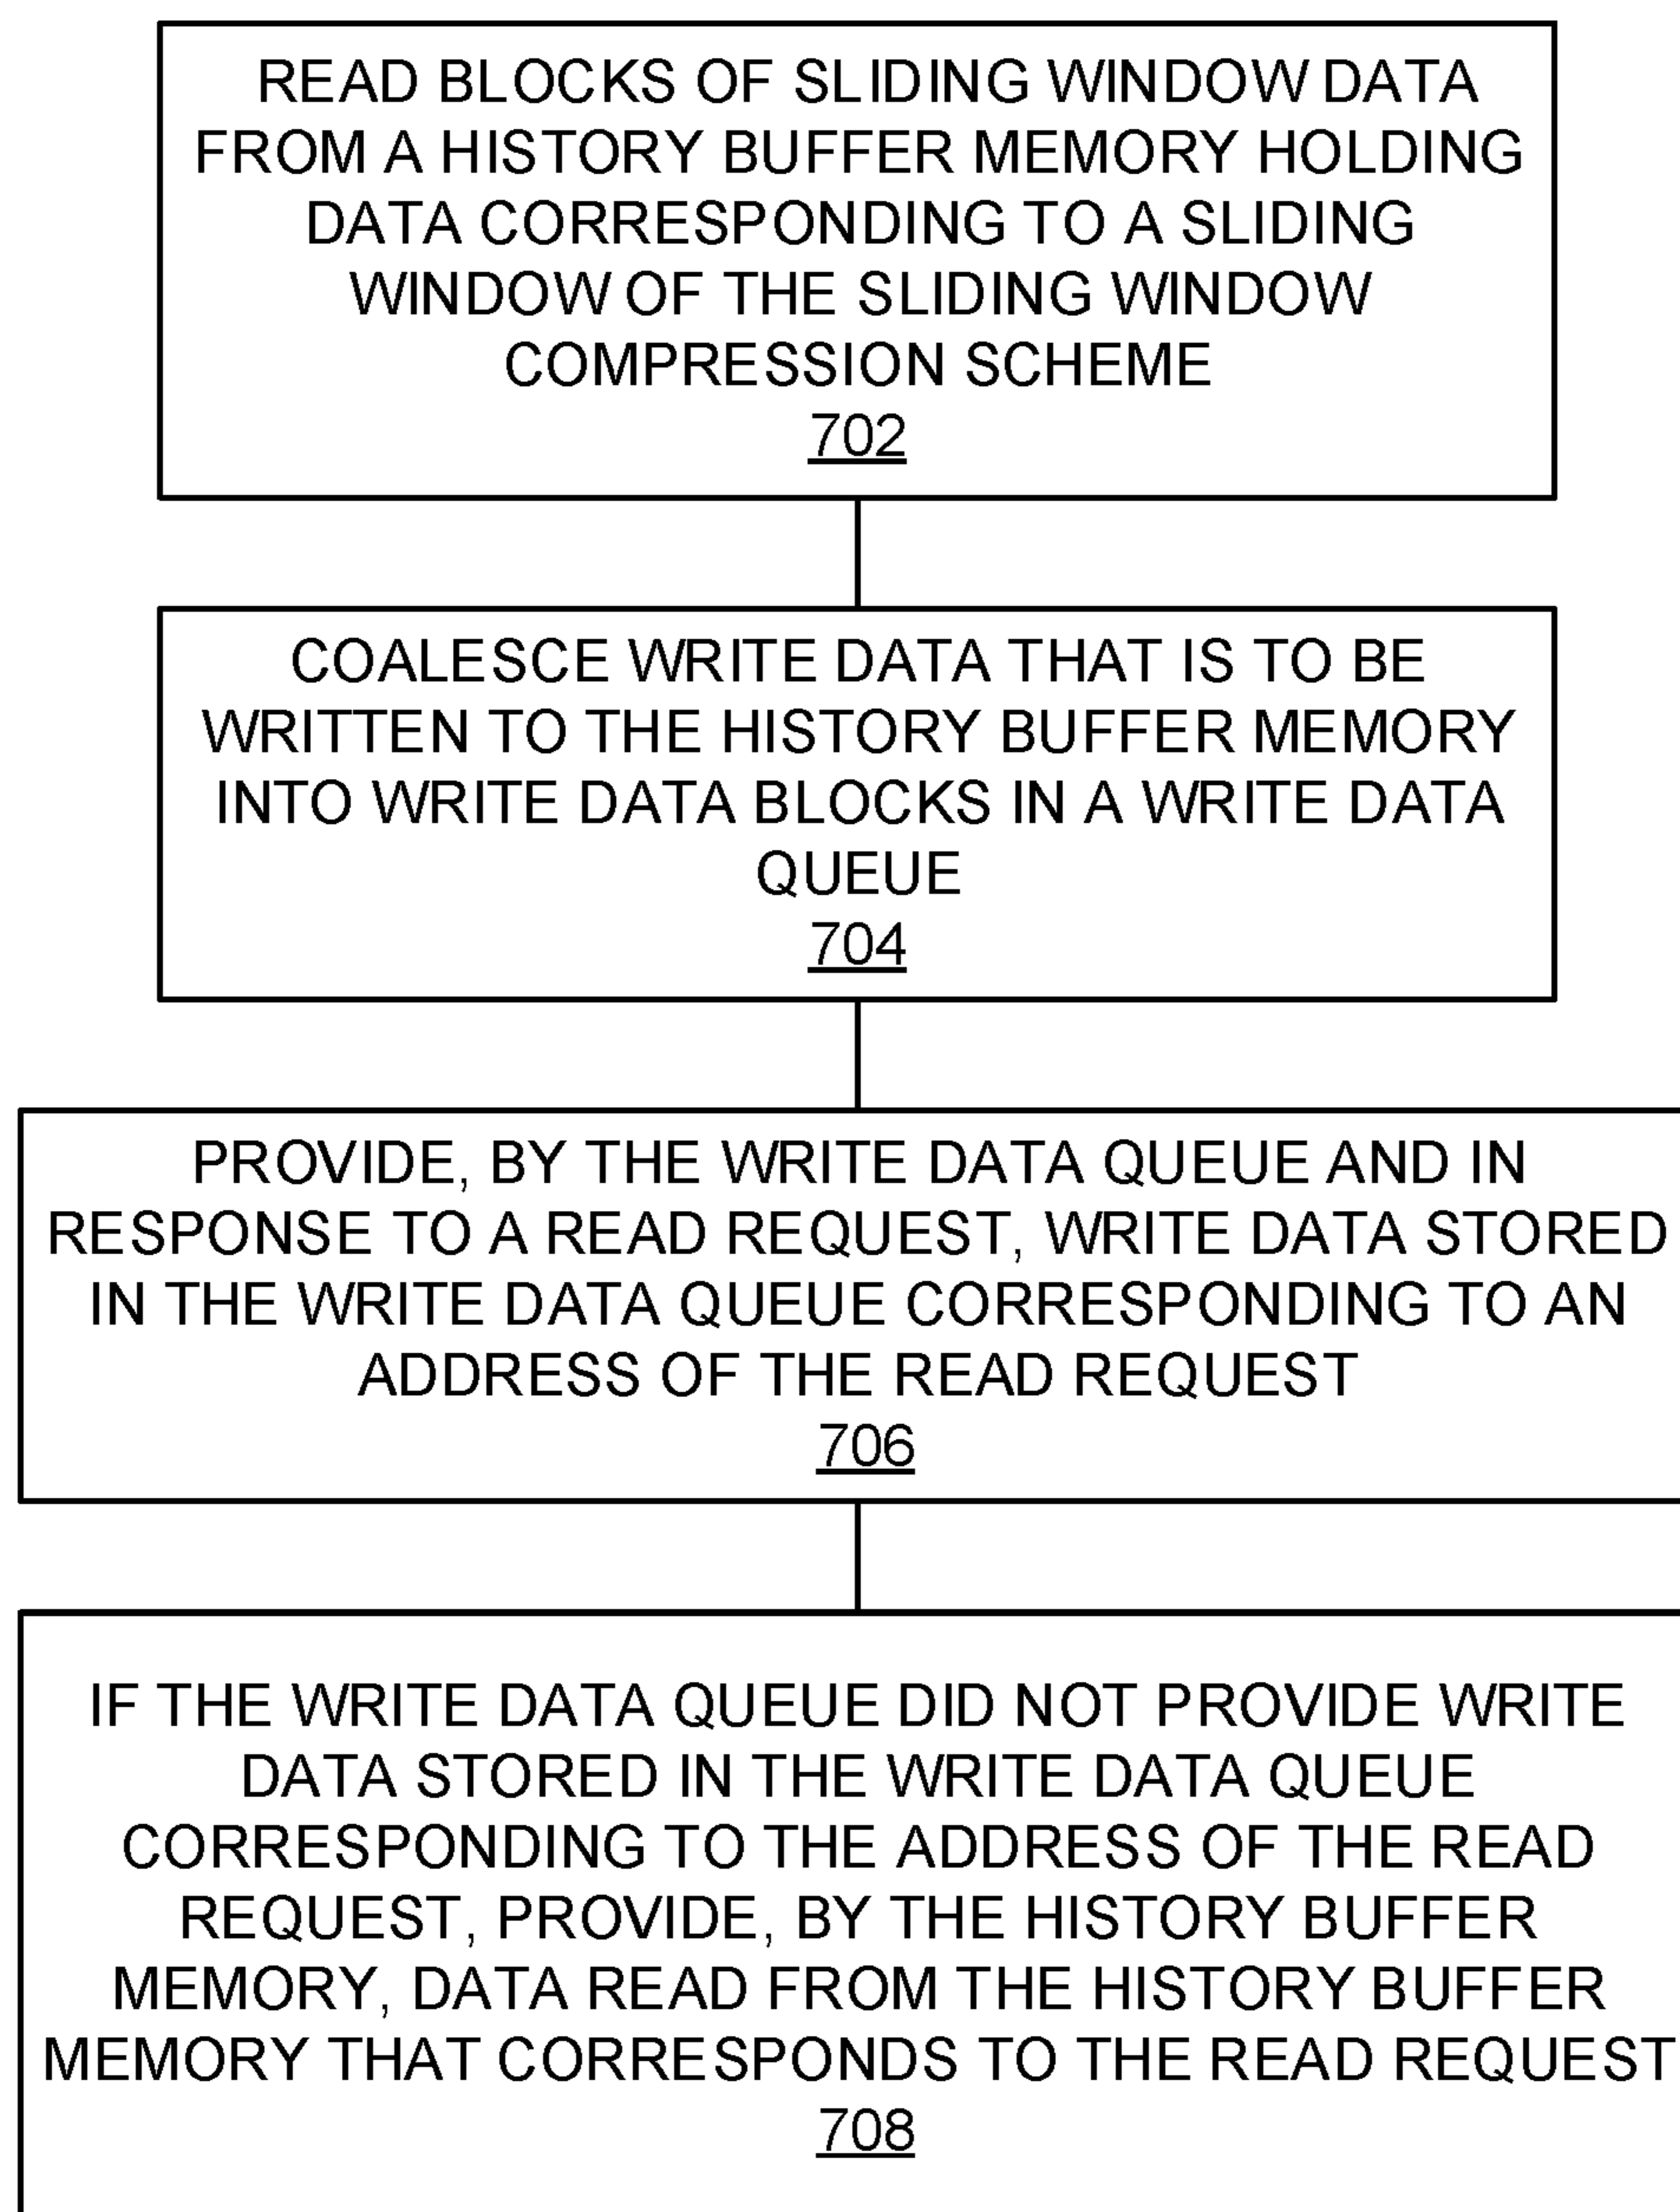 READ BLOCKS OF SLIDING WINDOW DATA
FROM A HISTORY BUFFER MEMORY HOLDING
DATA CORRESPONDING TO A SLIDING
WINDOW OF THE SLIDING WINDOW
COMPRESSION SCHEME
702
COALESCE WRITE DATA THAT IS TO BE
WRITTEN TO THE HISTORY BUFFER MEMORY
INTO WRITE DATA BLOCKS IN A WRITE DATA
QUEUE
704
PROVIDE, BY THE WRITE DATA QUEUE AND IN
RESPONSE TO A READ REQUEST, WRITE DATA STORED
IN THE WRITE DATA QUEUE CORRESPONDING TO AN
ADDRESS OF THE READ REQUEST
706
IF THE WRITE DATA QUEUE DID NOT PROVIDE WRITE
DATA STORED IN THE WRITE DATA QUEUE
CORRESPONDING TO THE ADDRESS OF THE READ
REQUEST, PROVIDE, BY THE HISTORY BUFFER
MEMORY, DATA READ FROM THE HISTORY BUFFER
MEMORY THAT CORRESPONDS TO THE READ REQUEST
708